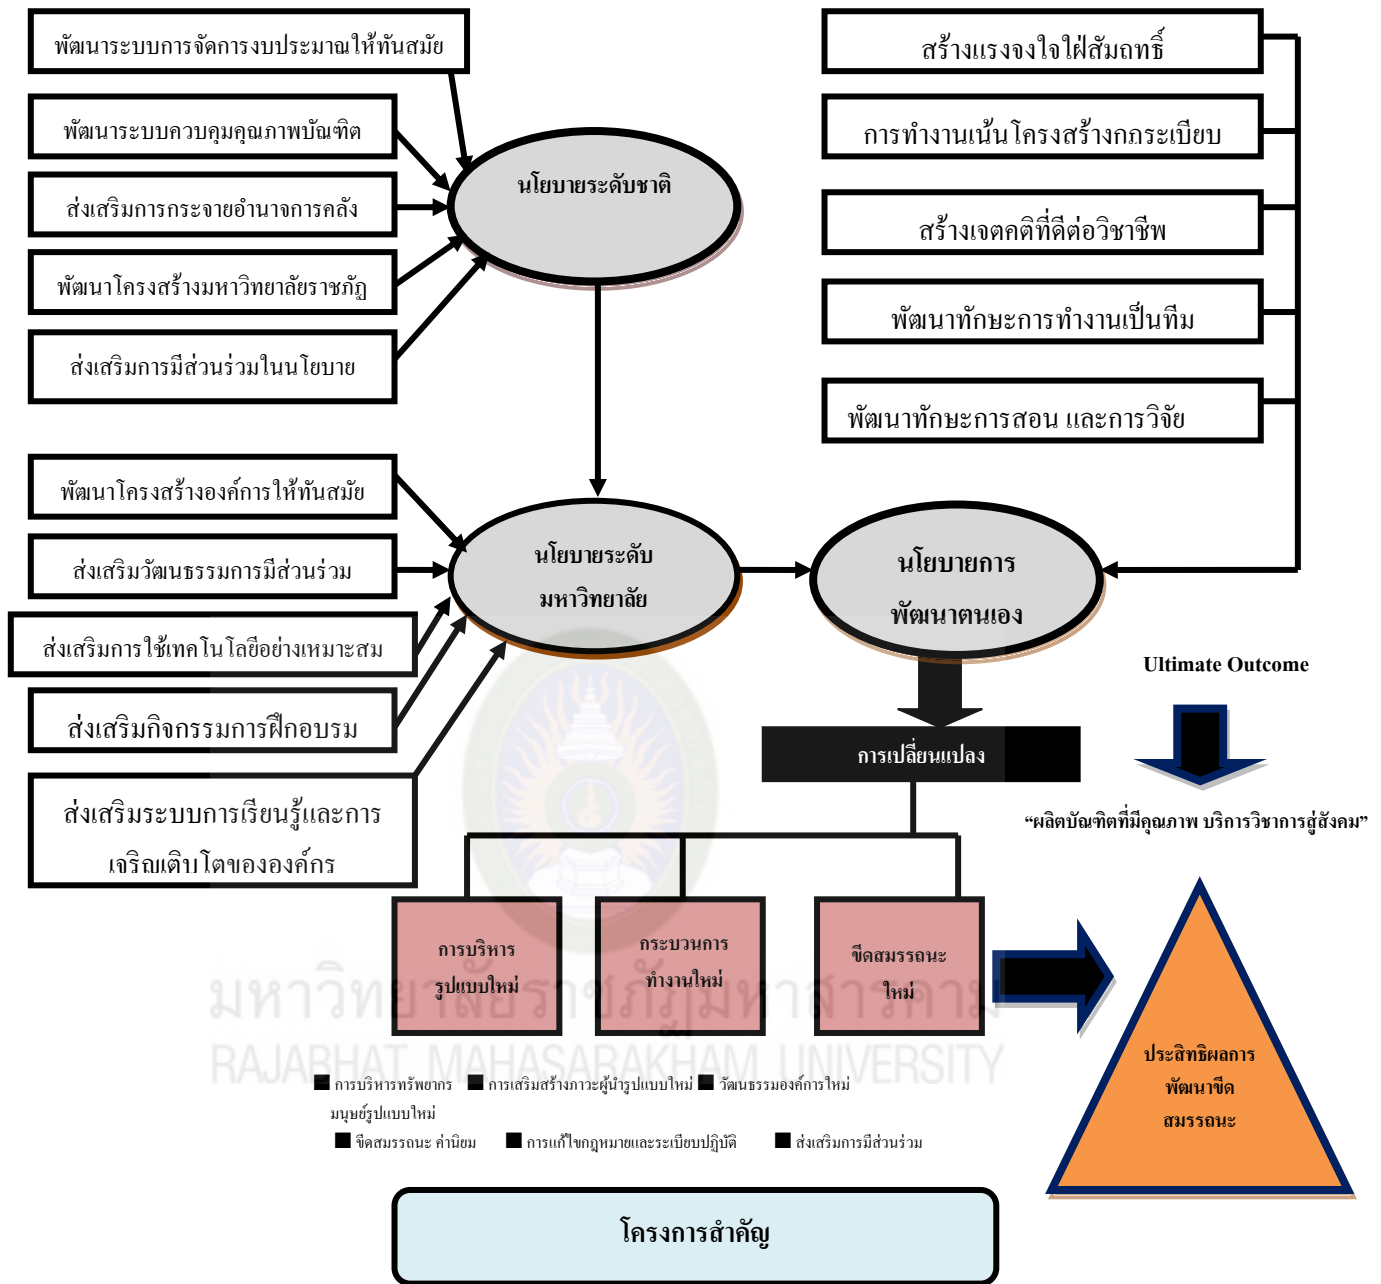 พัฒนาระบบการจัดการงบประมาณให้ทันสมัย
พัฒนาระบบควบคุมคุณภาพบัณฑิต
ส่งเสริมการกระจายอำนาจการคลัง
พัฒนาโครงสร้างมหาวิทยาลัยราชภัฏ
ส่งเสริมการมีส่วนร่วมในนโยบาย
นโยบายระดับชาติ
สร้างแรงจงใจใฝ่สัมฤทธิ์
การทำงานเน้นโครงสร้างกฎระเบียบ
สร้างเจตคติที่ดีต่อวิชาชีพ
พัฒนาทักษะการทำงานเป็นทีม
พัฒนาทักษะการสอน และการวิจัย
พัฒนาโครงสร้างองค์การให้ทันสมัย
ส่งเสริมวัฒนธรรมการมีส่วนร่วม
ส่งเสริมการใช้เทคโนโลยีอย่างเหมาะสม
ส่งเสริมกิจกรรมการฝึกอบรม
ส่งเสริมระบบการเรียนรู้และการ
เจริญเติบโตขององค์กร
นโยบายระดับ
มหาวิทยาลัย
นโยบายการ
พัฒนาตนเอง
Ultimate Outcome
การเปลี่ยนแปลง
“ผลิตบัณฑิตที่มีคุณภาพ บริการวิชาการสู่สังคม”
การบริหาร
รูปแบบใหม่
กระบวนการ
ทำงานใหม่
ขีดสมรรถนะ
ใหม่
มหาวิทยาลัยราชภัฏมหาสารคาม
RAJABHAT MAHASARAKHAM UNIVERSITY
ประสิทธิผลการ
พัฒนาขีด
สมรรถนะ
■ การบริหารทรัพยากร ■ การเสริมสร้างภาวะผู้นำรูปแบบใหม่ ■ วัฒนธรรมองค์การใหม่
มนุษย์รูปแบบใหม่
■ ขีดสมรรถนะ ค่านิยม ■ การแก้ไขกฎหมายและระเบียบปฏิบัติ ■ ส่งเสริมการมีส่วนร่วม
โครงการสำคัญ